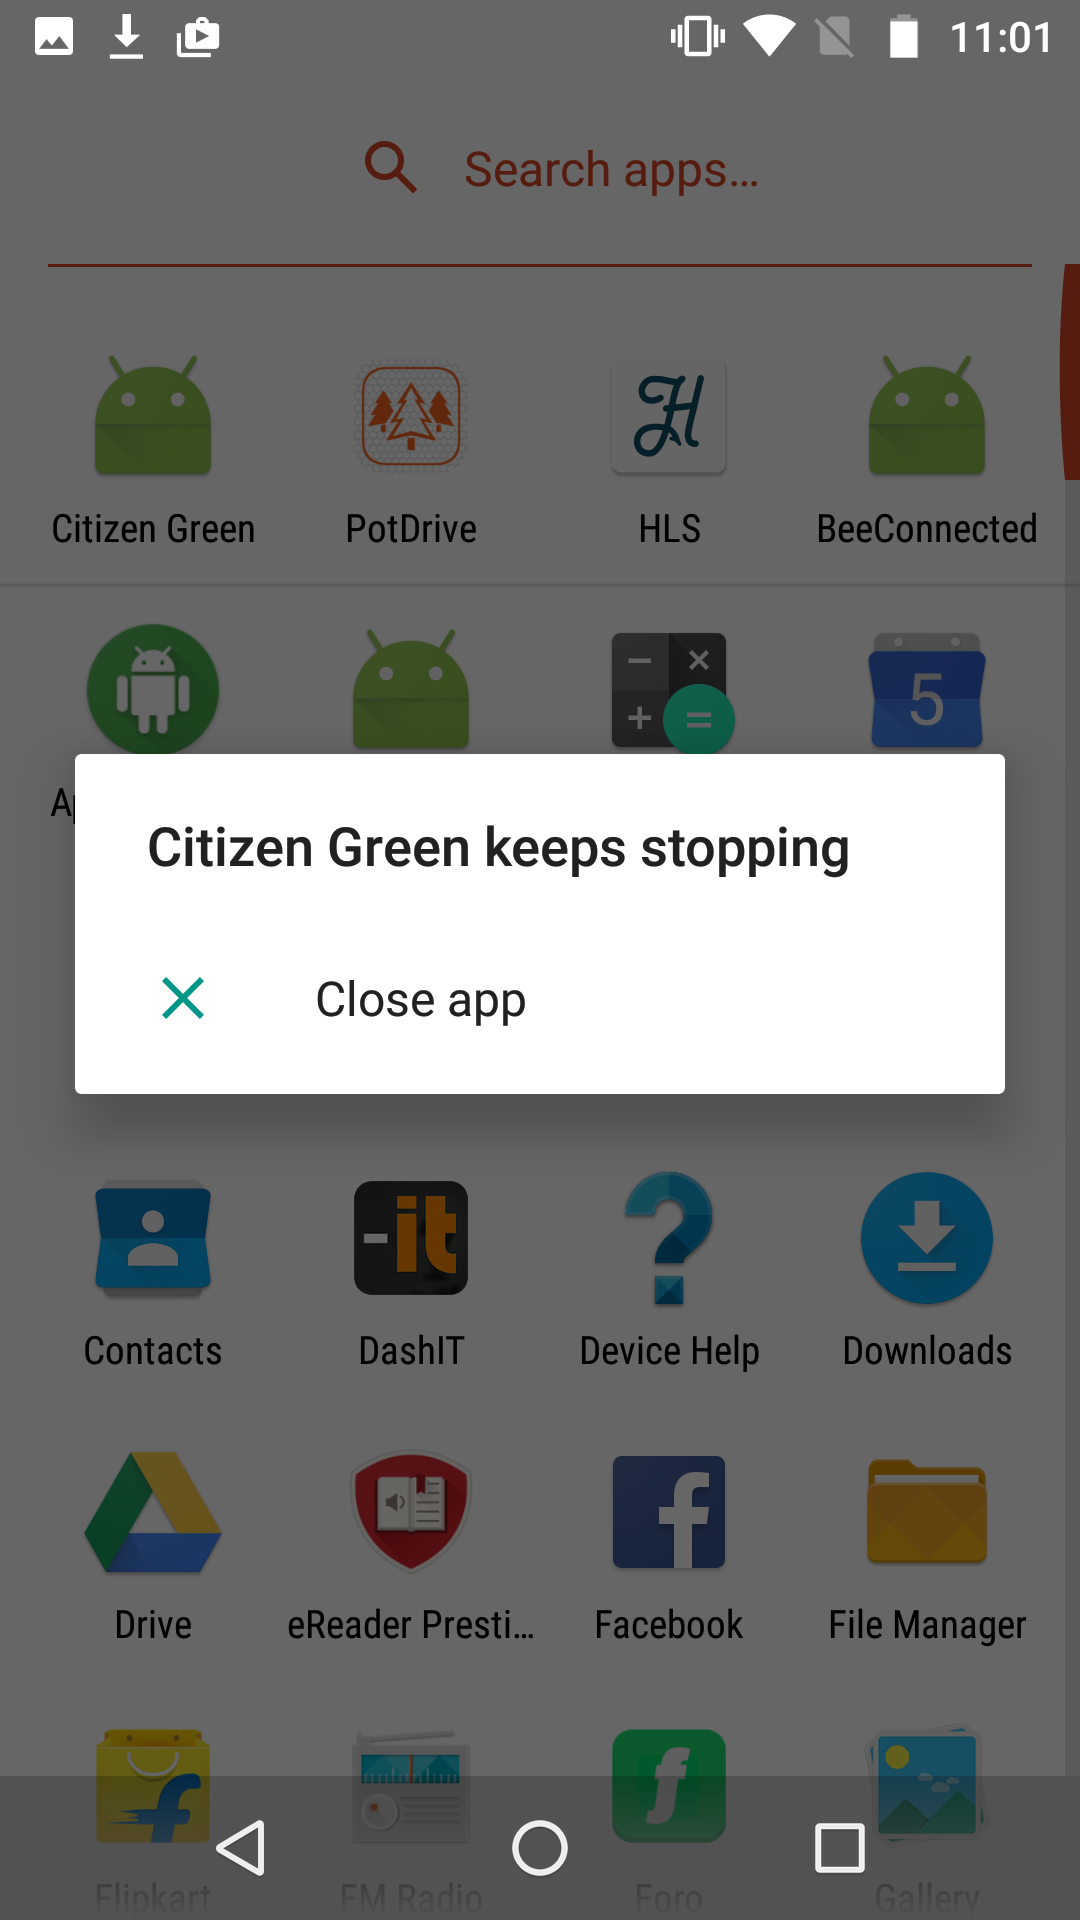 11:01
Search apps...
Citizen Green
PotDrive
HLS
BeeConnected
5
Citizen Green keeps stopping
Close app
-it
Contacts
DashIT
Device Help
Downloads
Drive
eReader Presti...
Facebook
File Manager
Flipkart
FM Radio
Foro
Gallery